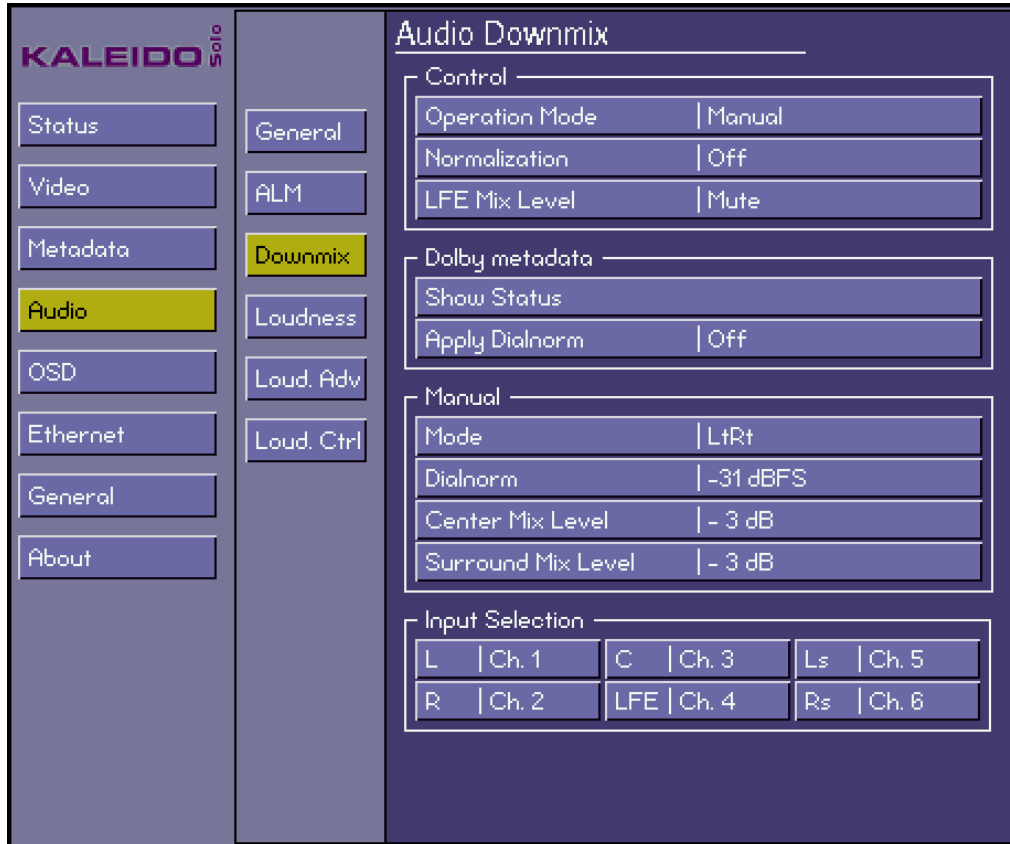 KALEIDO Solo
Status
Video
Metadata
Audio
OSD
Ethernet
General
About
General
ALM
Downmix
Loudness
Loud. Adv
Loud. Ctrl
Audio Downmix
Control
Operation Mode | Manual
Normalization | Off
LFE Mix Level | Mute
Dolby metadata
Show Status
Apply Dialnorm | Off
Manual
Mode | LtRt
Dialnorm | -31 dBFS
Center Mix Level | - 3 dB
Surround Mix Level | - 3 dB
Input Selection
L | Ch. 1 C | Ch. 3 Ls | Ch. 5
R | Ch. 2 LFE | Ch. 4 Rs | Ch. 6